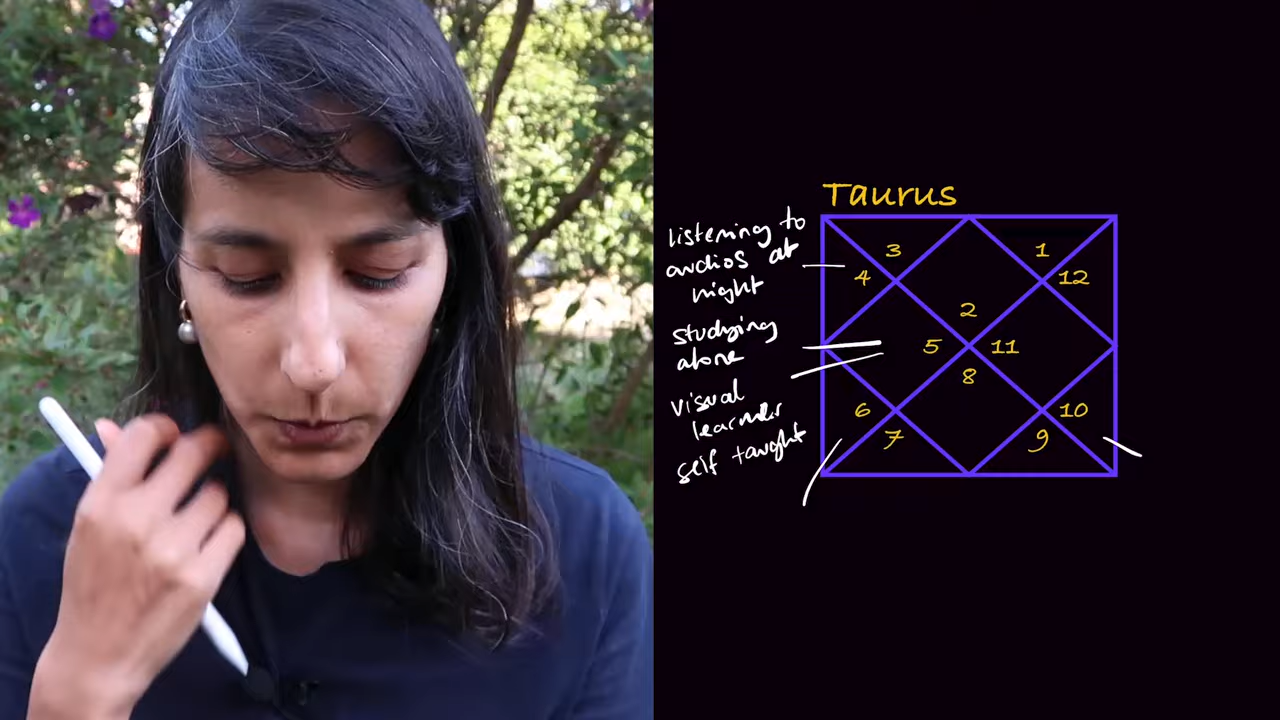 Taurus
listening to
audios at
night
studying
alone
visual
learner
self taught
3
1
4
12
2
5
11
8
6
10
7
9